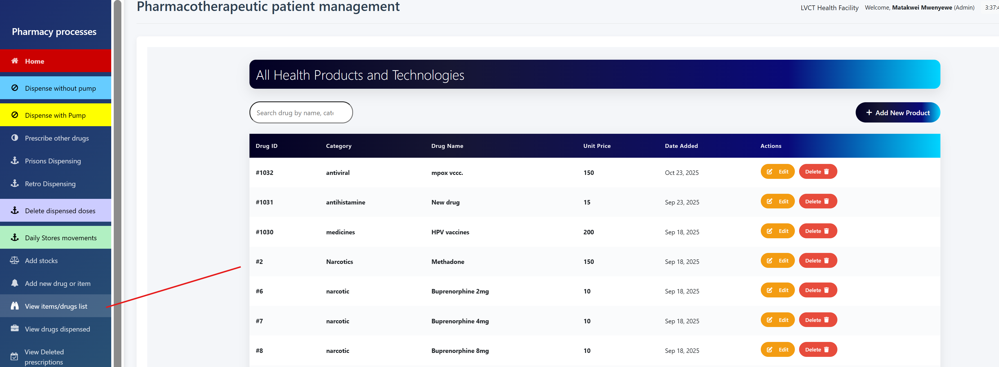 Pharmacotherapeutic patient management
LVCT Health Facility Welcome, Matakwei Mwenyewe (Admin) 3:37:
Pharmacy processes
Home
Dispense without pump
Dispense with Pump
Prescribe other drugs
Prisons Dispensing
Retro Dispensing
Delete dispensed doses
Daily Stores movements
Add stocks
Add new drug or item
View items/drugs list
View drugs dispensed
View Deleted
prescriptions
All Health Products and Technologies
Search drug by name, cat
Add New Product
Drug ID Category Drug Name Unit Price Date Added Actions
#1032 antiviral mpox vccc. 150 Oct 23, 2025 Edit Delete
#1031 antihistamine New drug 15 Sep 23, 2025 Edit Delete
#1030 medicines HPV vaccines 200 Sep 18, 2025 Edit Delete
#2 Narcotics Methadone 150 Sep 18, 2025 Edit Delete
#6 narcotic Buprenorphine 2mg 10 Sep 18, 2025 Edit Delete
#7 narcotic Buprenorphine 4mg 10 Sep 18, 2025 Edit Delete
#8 narcotic Buprenorphine 8mg 10 Sep 18, 2025 Edit Delete